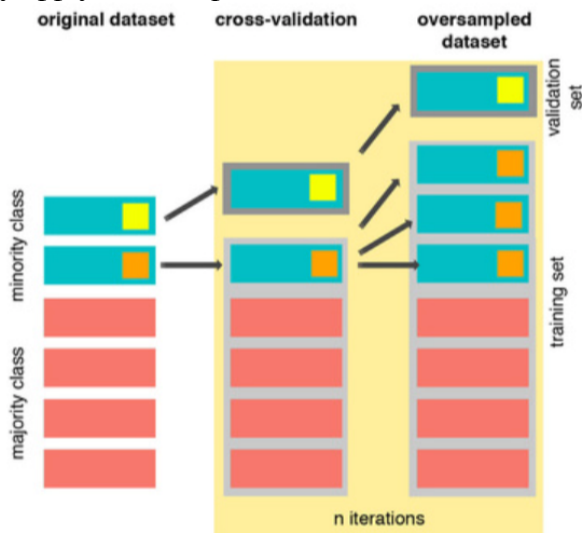 original dataset
cross-validation
oversampled
dataset
minority class
majority class
validation
set
training set
n iterations